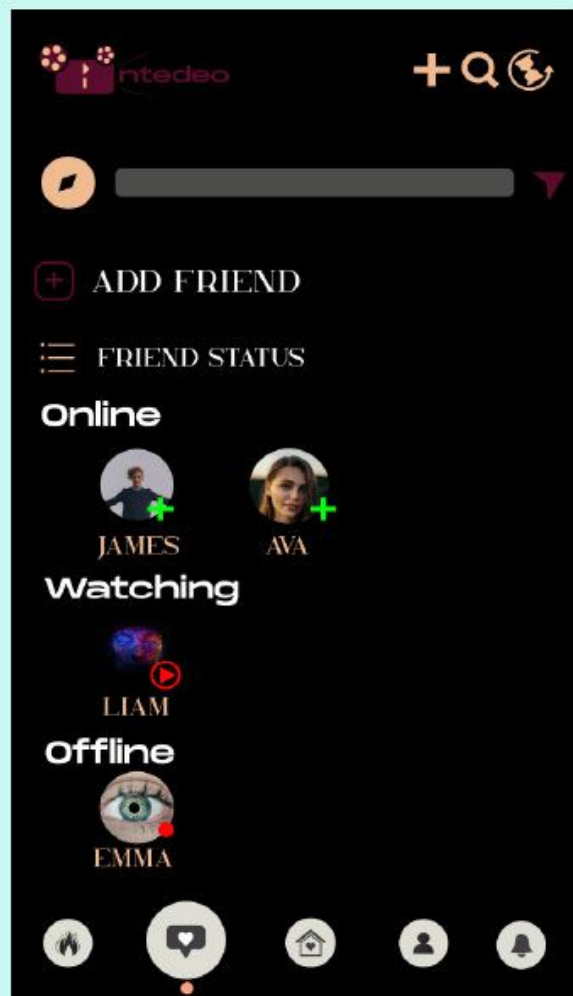 ntedeo
ADD FRIEND
FRIEND STATUS
Online
JAMES AVA
Watching
LIAM
Offline
EMMA